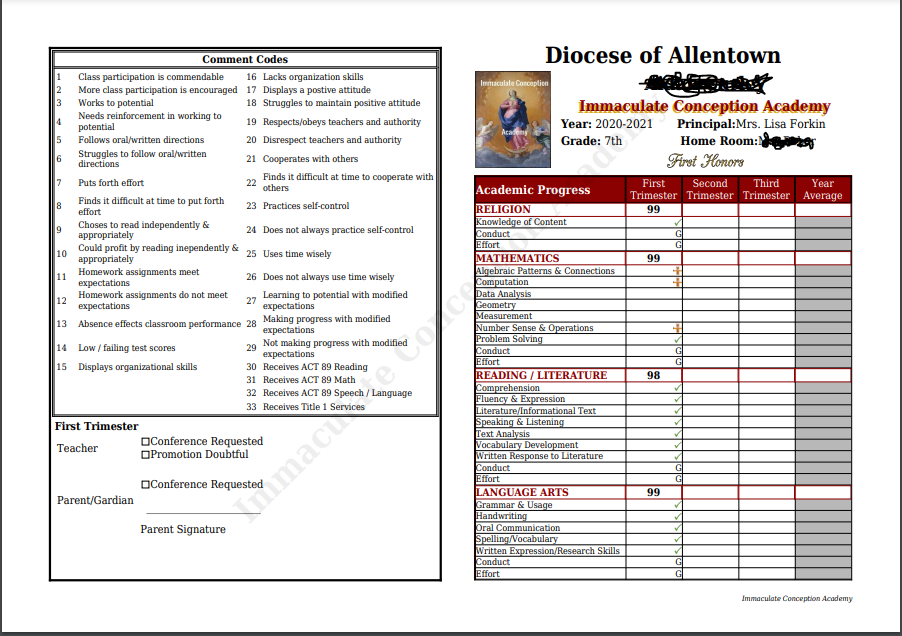 Comment Codes
1 Class participation is commendable
2 More class participation is encouraged
3 Works to potential
4 Needs reinforcement in working to
potential
5 Follows oral/written directions
6 Struggles to follow oral/written
directions
7 Puts forth effort
8 Finds it difficult at time to put forth
effort
9 Choses to read independently &
appropriately
10 Could profit by reading inependently &
appropriately
11 Homework assignments meet
expectations
12 Homework assignments do not meet
expectations
13 Absence effects classroom performance
14 Low / failing test scores
15 Displays organizational skills
16 Lacks organization skills
17 Displays a postive attitude
18 Struggles to maintain positive attitude
19 Respects/obeys teachers and authority
20 Disrespect teachers and authority
21 Cooperates with others
22 Finds it difficult at time to cooperate with
others
23 Practices self-control
24 Does not always practice self-control
25 Uses time wisely
26 Does not always use time wisely
27 Learning to potential with modified
expectations
28 Making progress with modified
expectations
29 Not making progress with modified
expectations
30 Receives ACT 89 Reading
31 Receives ACT 89 Math
32 Receives ACT 89 Speech / Language
33 Receives Title 1 Services
First Trimester
Teacher
Conference Requested
Promotion Doubtful
Conference Requested
Parent/Gardian
Parent Signature
Immaculate Conception Academy
Diocese of Allentown
Immaculate Conception
Academy
Immaculate Conception Academy
Year: 2020-2021 Principal:Mrs. Lisa Forkin
Grade: 7th Home Room:
First Honors
Academic Progress First Trimester Second Trimester Third Trimester Year Average
RELIGION 99
Knowledge of Content ✓
Conduct G
Effort G
MATHEMATICS 99
Algebraic Patterns & Connections +
Computation +
Data Analysis
Geometry
Measurement
Number Sense & Operations +
Problem Solving ✓
Conduct G
Effort G
READING / LITERATURE 98
Comprehension ✓
Fluency & Expression ✓
Literature/Informational Text ✓
Speaking & Listening ✓
Text Analysis ✓
Vocabulary Development ✓
Written Response to Literature ✓
Conduct G
Effort G
LANGUAGE ARTS 99
Grammar & Usage ✓
Handwriting ✓
Oral Communication ✓
Spelling/Vocabulary ✓
Written Expression/Research Skills ✓
Conduct G
Effort G
Immaculate Conception Academy